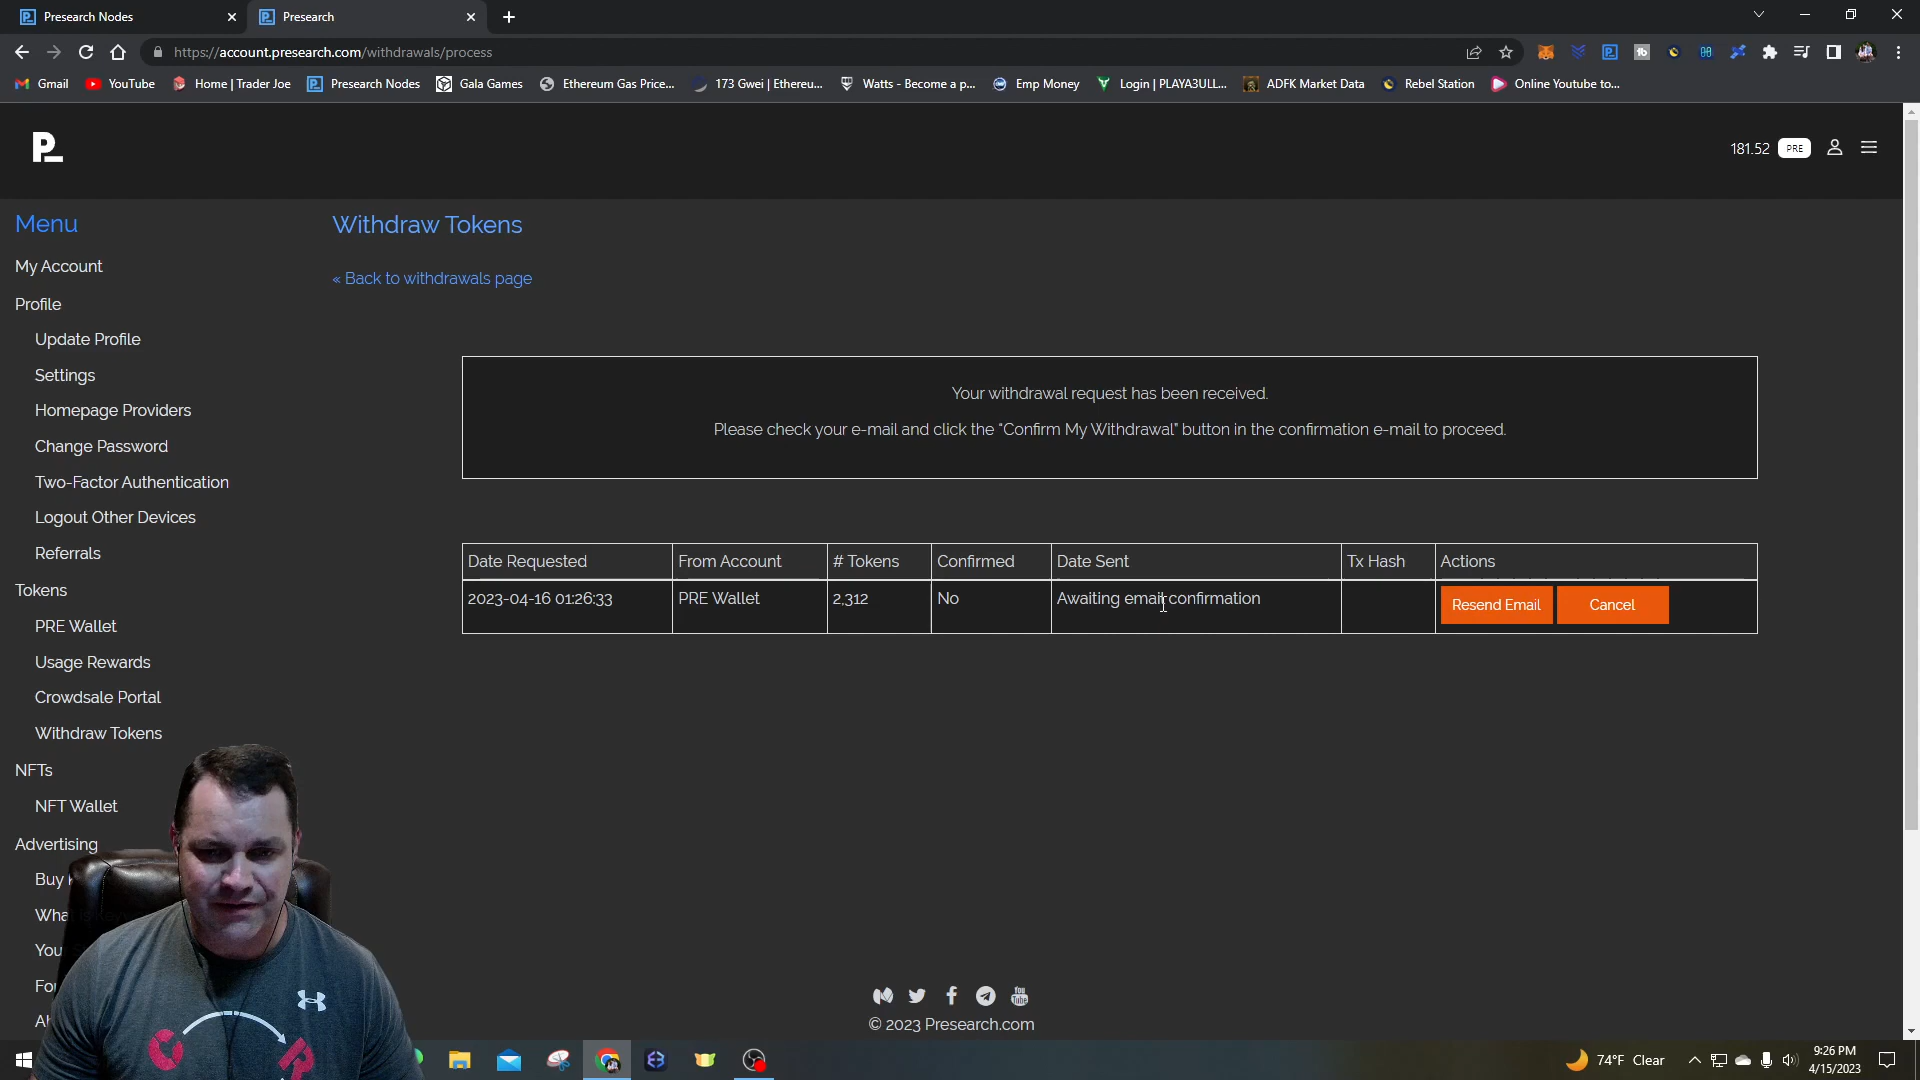 Presearch Nodes
Presearch
https://account.presearch.com/withdrawals/process
Gmail
YouTube
Home | Trader Joe
Presearch Nodes
Gala Games
Ethereum Gas Price...
173 Gwei | Ethereu...
Watts - Become a p...
Emp Money
Login | PLAYA3ULL...
ADFK Market Data
Rebel Station
Online Youtube to...
P_
181.52 PRE
Menu
My Account
Profile
Update Profile
Settings
Homepage Providers
Change Password
Two-Factor Authentication
Logout Other Devices
Referrals
Tokens
PRE Wallet
Usage Rewards
Crowdsale Portal
Withdraw Tokens
NFTs
NFT Wallet
Advertising
Buy
You
Withdraw Tokens
« Back to withdrawals page
Your withdrawal request has been received.
Please check your e-mail and click the “Confirm My Withdrawal” button in the confirmation e-mail to proceed.
Date Requested From Account # Tokens Confirmed Date Sent Tx Hash Actions
2023-04-16 01:26:33 PRE Wallet 2,312 No Awaiting email confirmation Resend Email Cancel
© 2023 Presearch.com
74°F Clear
9:26 PM
4/15/2023